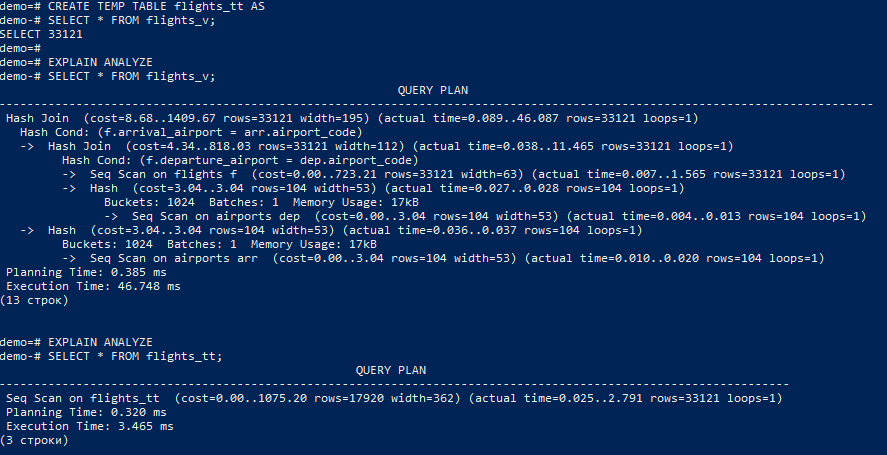 demo=# CREATE TEMP TABLE flights_tt AS
demo-# SELECT * FROM flights_v;
SELECT 33121
demo=#
demo=# EXPLAIN ANALYZE
demo-# SELECT * FROM flights_v;
QUERY PLAN
-----------------------------------------------------------------------------------------------------------------------------
Hash Join  (cost=8.68..1409.67 rows=33121 width=195) (actual time=0.089..46.087 rows=33121 loops=1)
Hash Cond: (f.arrival_airport = arr.airport_code)
->  Hash Join  (cost=4.34..818.03 rows=33121 width=112) (actual time=0.038..11.465 rows=33121 loops=1)
Hash Cond: (f.departure_airport = dep.airport_code)
->  Seq Scan on flights f  (cost=0.00..723.21 rows=33121 width=63) (actual time=0.007..1.565 rows=33121 loops=1)
->  Hash  (cost=3.04..3.04 rows=104 width=53) (actual time=0.027..0.028 rows=104 loops=1)
Buckets: 1024  Batches: 1  Memory Usage: 17kB
->  Seq Scan on airports dep  (cost=0.00..3.04 rows=104 width=53) (actual time=0.004..0.013 rows=104 loops=1)
->  Hash  (cost=3.04..3.04 rows=104 width=53) (actual time=0.036..0.037 rows=104 loops=1)
Buckets: 1024  Batches: 1  Memory Usage: 17kB
->  Seq Scan on airports arr  (cost=0.00..3.04 rows=104 width=53) (actual time=0.010..0.020 rows=104 loops=1)
Planning Time: 0.385 ms
Execution Time: 46.748 ms
(13 строк)
demo=# EXPLAIN ANALYZE
demo-# SELECT * FROM flights_tt;
QUERY PLAN
-----------------------------------------------------------------------------------------------------------------
Seq Scan on flights_tt  (cost=0.00..1075.20 rows=17920 width=362) (actual time=0.025..2.791 rows=33121 loops=1)
Planning Time: 0.320 ms
Execution Time: 3.465 ms
(3 строки)